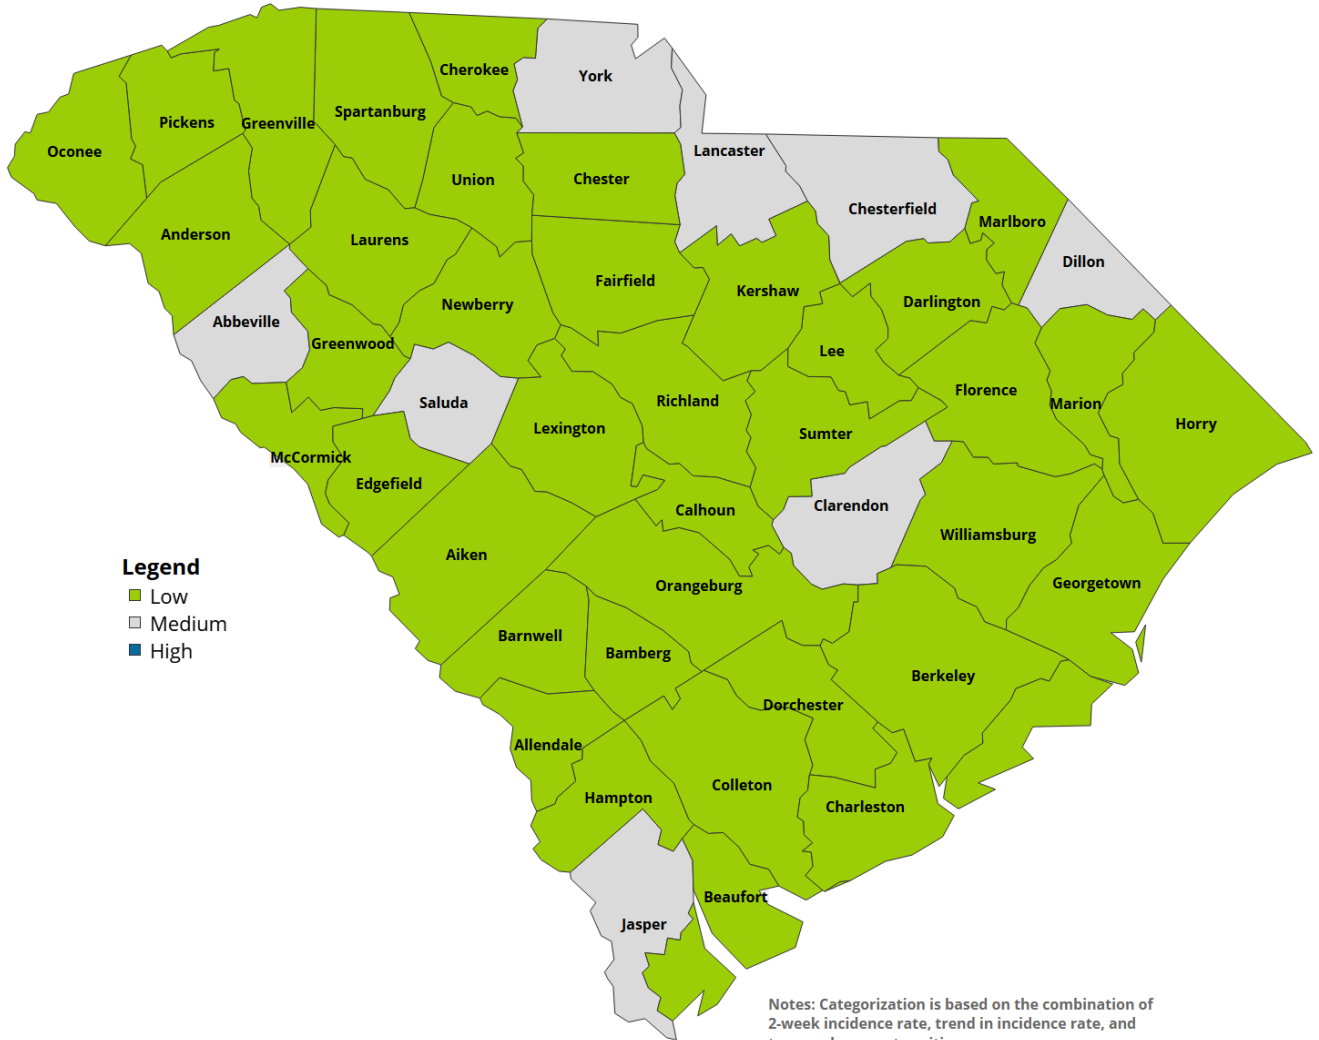 Cherokee
York
Spartanburg
Pickens
Greenville
Oconee
Lancaster
Union
Chester
Chesterfield
Marlboro
Anderson
Laurens
Dillon
Fairfield
Kershaw
Darlington
Newberry
Abbeville
Greenwood
Lee
Florence
Saluda
Richland
Marion
Horry
Lexington
Sumter
McCormick
Edgefield
Clarendon
Calhoun
Williamsburg
Aiken
Orangeburg
Georgetown
Legend
Low
Medium
High
Barnwell
Bamberg
Berkeley
Dorchester
Allendale
Colleton
Hampton
Charleston
Beaufort
Jasper
Notes: Categorization is based on the combination of
2-week incidence rate, trend in incidence rate, and